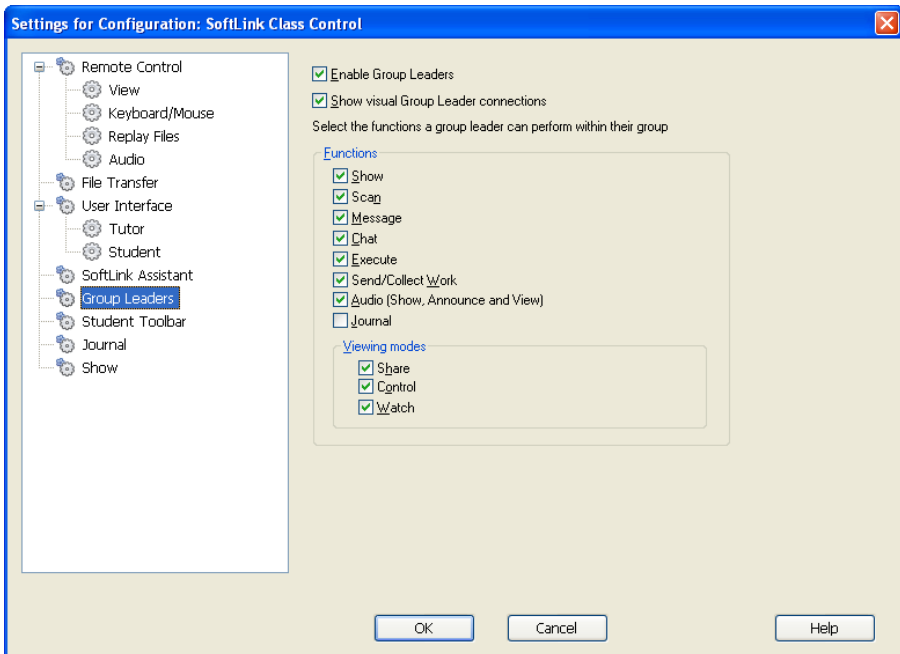 Settings for Configuration: SoftLink Class Control
Remote Control
View
Keyboard/Mouse
Replay Files
Audio
File Transfer
User Interface
Tutor
Student
SoftLink Assistant
Group Leaders
Student Toolbar
Journal
Show
Enable Group Leaders
Show visual Group Leader connections
Select the functions a group leader can perform within their group
Functions
Show
Scan
Message
Chat
Execute
Send/Collect Work
Audio (Show, Announce and View)
Journal
Viewing modes
Share
Control
Watch
OK Cancel Help